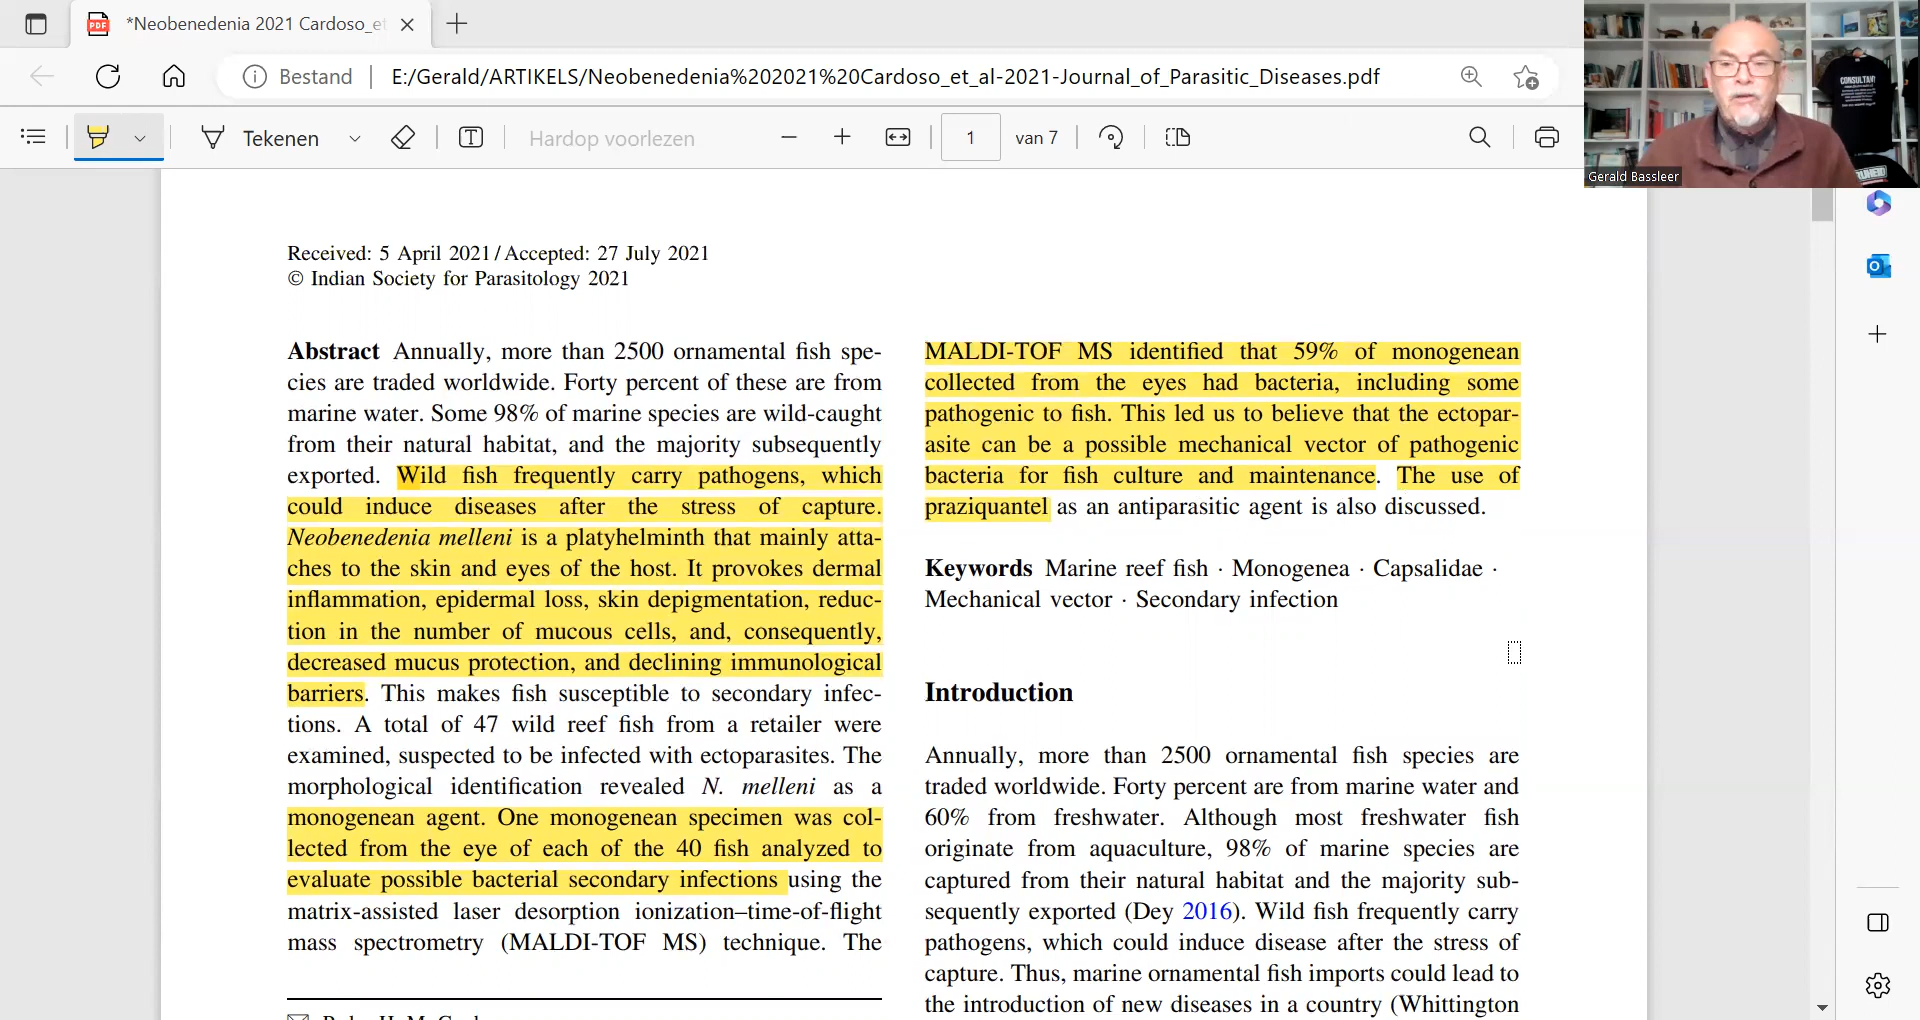 *Neobenedenia 2021 Cardoso_et
Bestand
E:/Gerald/ARTIKELS/Neobenedenia%202021%20Cardoso_et_al-2021-Journal_of_Parasitic_Diseases.pdf
Tekenen
Hardop voorlezen
1
van 7
CONSULTANT
Gerald Bassleer
Received: 5 April 2021 / Accepted: 27 July 2021
© Indian Society for Parasitology 2021
Abstract Annually, more than 2500 ornamental fish spe-
cies are traded worldwide. Forty percent of these are from
marine water. Some 98% of marine species are wild-caught
from their natural habitat, and the majority subsequently
exported. Wild fish frequently carry pathogens, which
could induce diseases after the stress of capture.
Neobenedenia melleni is a platyhelminth that mainly atta-
ches to the skin and eyes of the host. It provokes dermal
inflammation, epidermal loss, skin depigmentation, reduc-
tion in the number of mucous cells, and, consequently,
decreased mucus protection, and declining immunological
barriers. This makes fish susceptible to secondary infec-
tions. A total of 47 wild reef fish from a retailer were
examined, suspected to be infected with ectoparasites. The
morphological identification revealed N. melleni as a
monogenean agent. One monogenean specimen was col-
lected from the eye of each of the 40 fish analyzed to
evaluate possible bacterial secondary infections using the
matrix-assisted laser desorption ionization–time-of-flight
mass spectrometry (MALDI-TOF MS) technique. The
MALDI-TOF MS identified that 59% of monogenean
collected from the eyes had bacteria, including some
pathogenic to fish. This led us to believe that the ectopar-
asite can be a possible mechanical vector of pathogenic
bacteria for fish culture and maintenance. The use of
praziquantel as an antiparasitic agent is also discussed.
Keywords Marine reef fish · Monogenea · Capsalidae ·
Mechanical vector · Secondary infection
Introduction
Annually, more than 2500 ornamental fish species are
traded worldwide. Forty percent are from marine water and
60% from freshwater. Although most freshwater fish
originate from aquaculture, 98% of marine species are
captured from their natural habitat and the majority sub-
sequently exported (Dey 2016). Wild fish frequently carry
pathogens, which could induce disease after the stress of
capture. Thus, marine ornamental fish imports could lead to
the introduction of new diseases in a country (Whittington